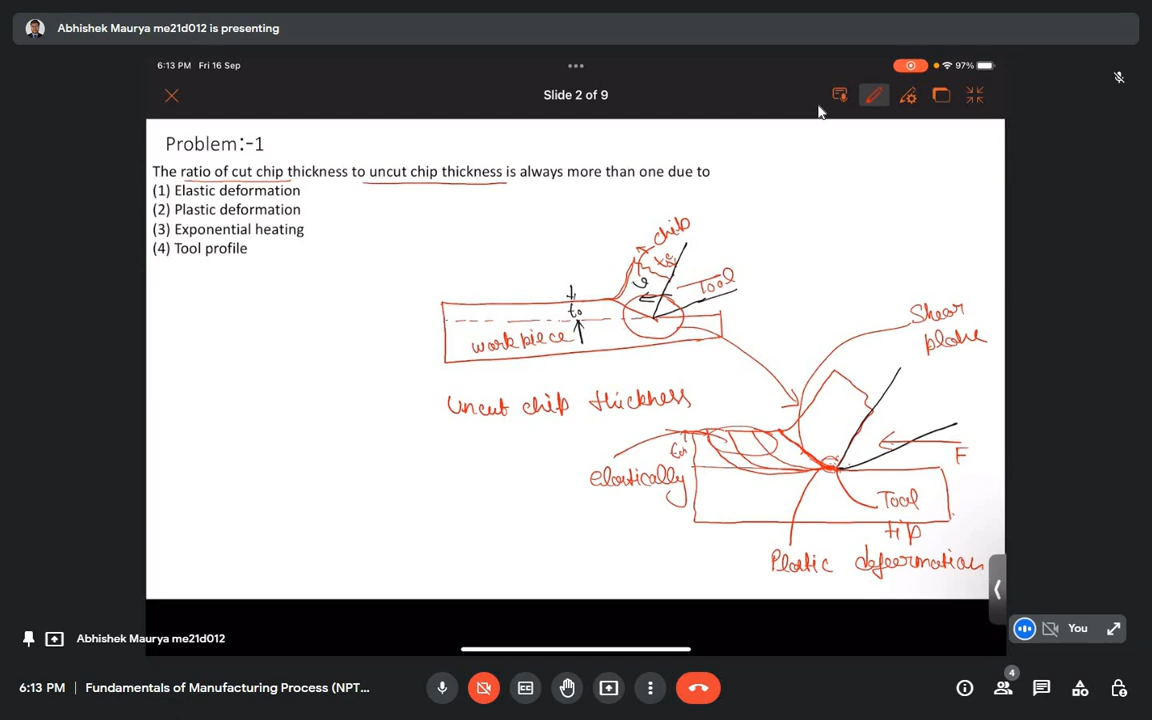 Abhishek Maurya me21d012 is presenting
6:13 PM Fri 16 Sep
97%
Slide 2 of 9
Problem:-1
The ratio of cut chip thickness to uncut chip thickness is always more than one due to
(1) Elastic deformation
(2) Plastic deformation
(3) Exponential heating
(4) Tool profile
chip
tc
Tool
to
workpiece
Shear
plane
Uncut chip thickness
F
elastically
Tool
tip
Plastic deformation
Abhishek Maurya me21d012
You
4
6:13 PM | Fundamentals of Manufacturing Process (NPT...